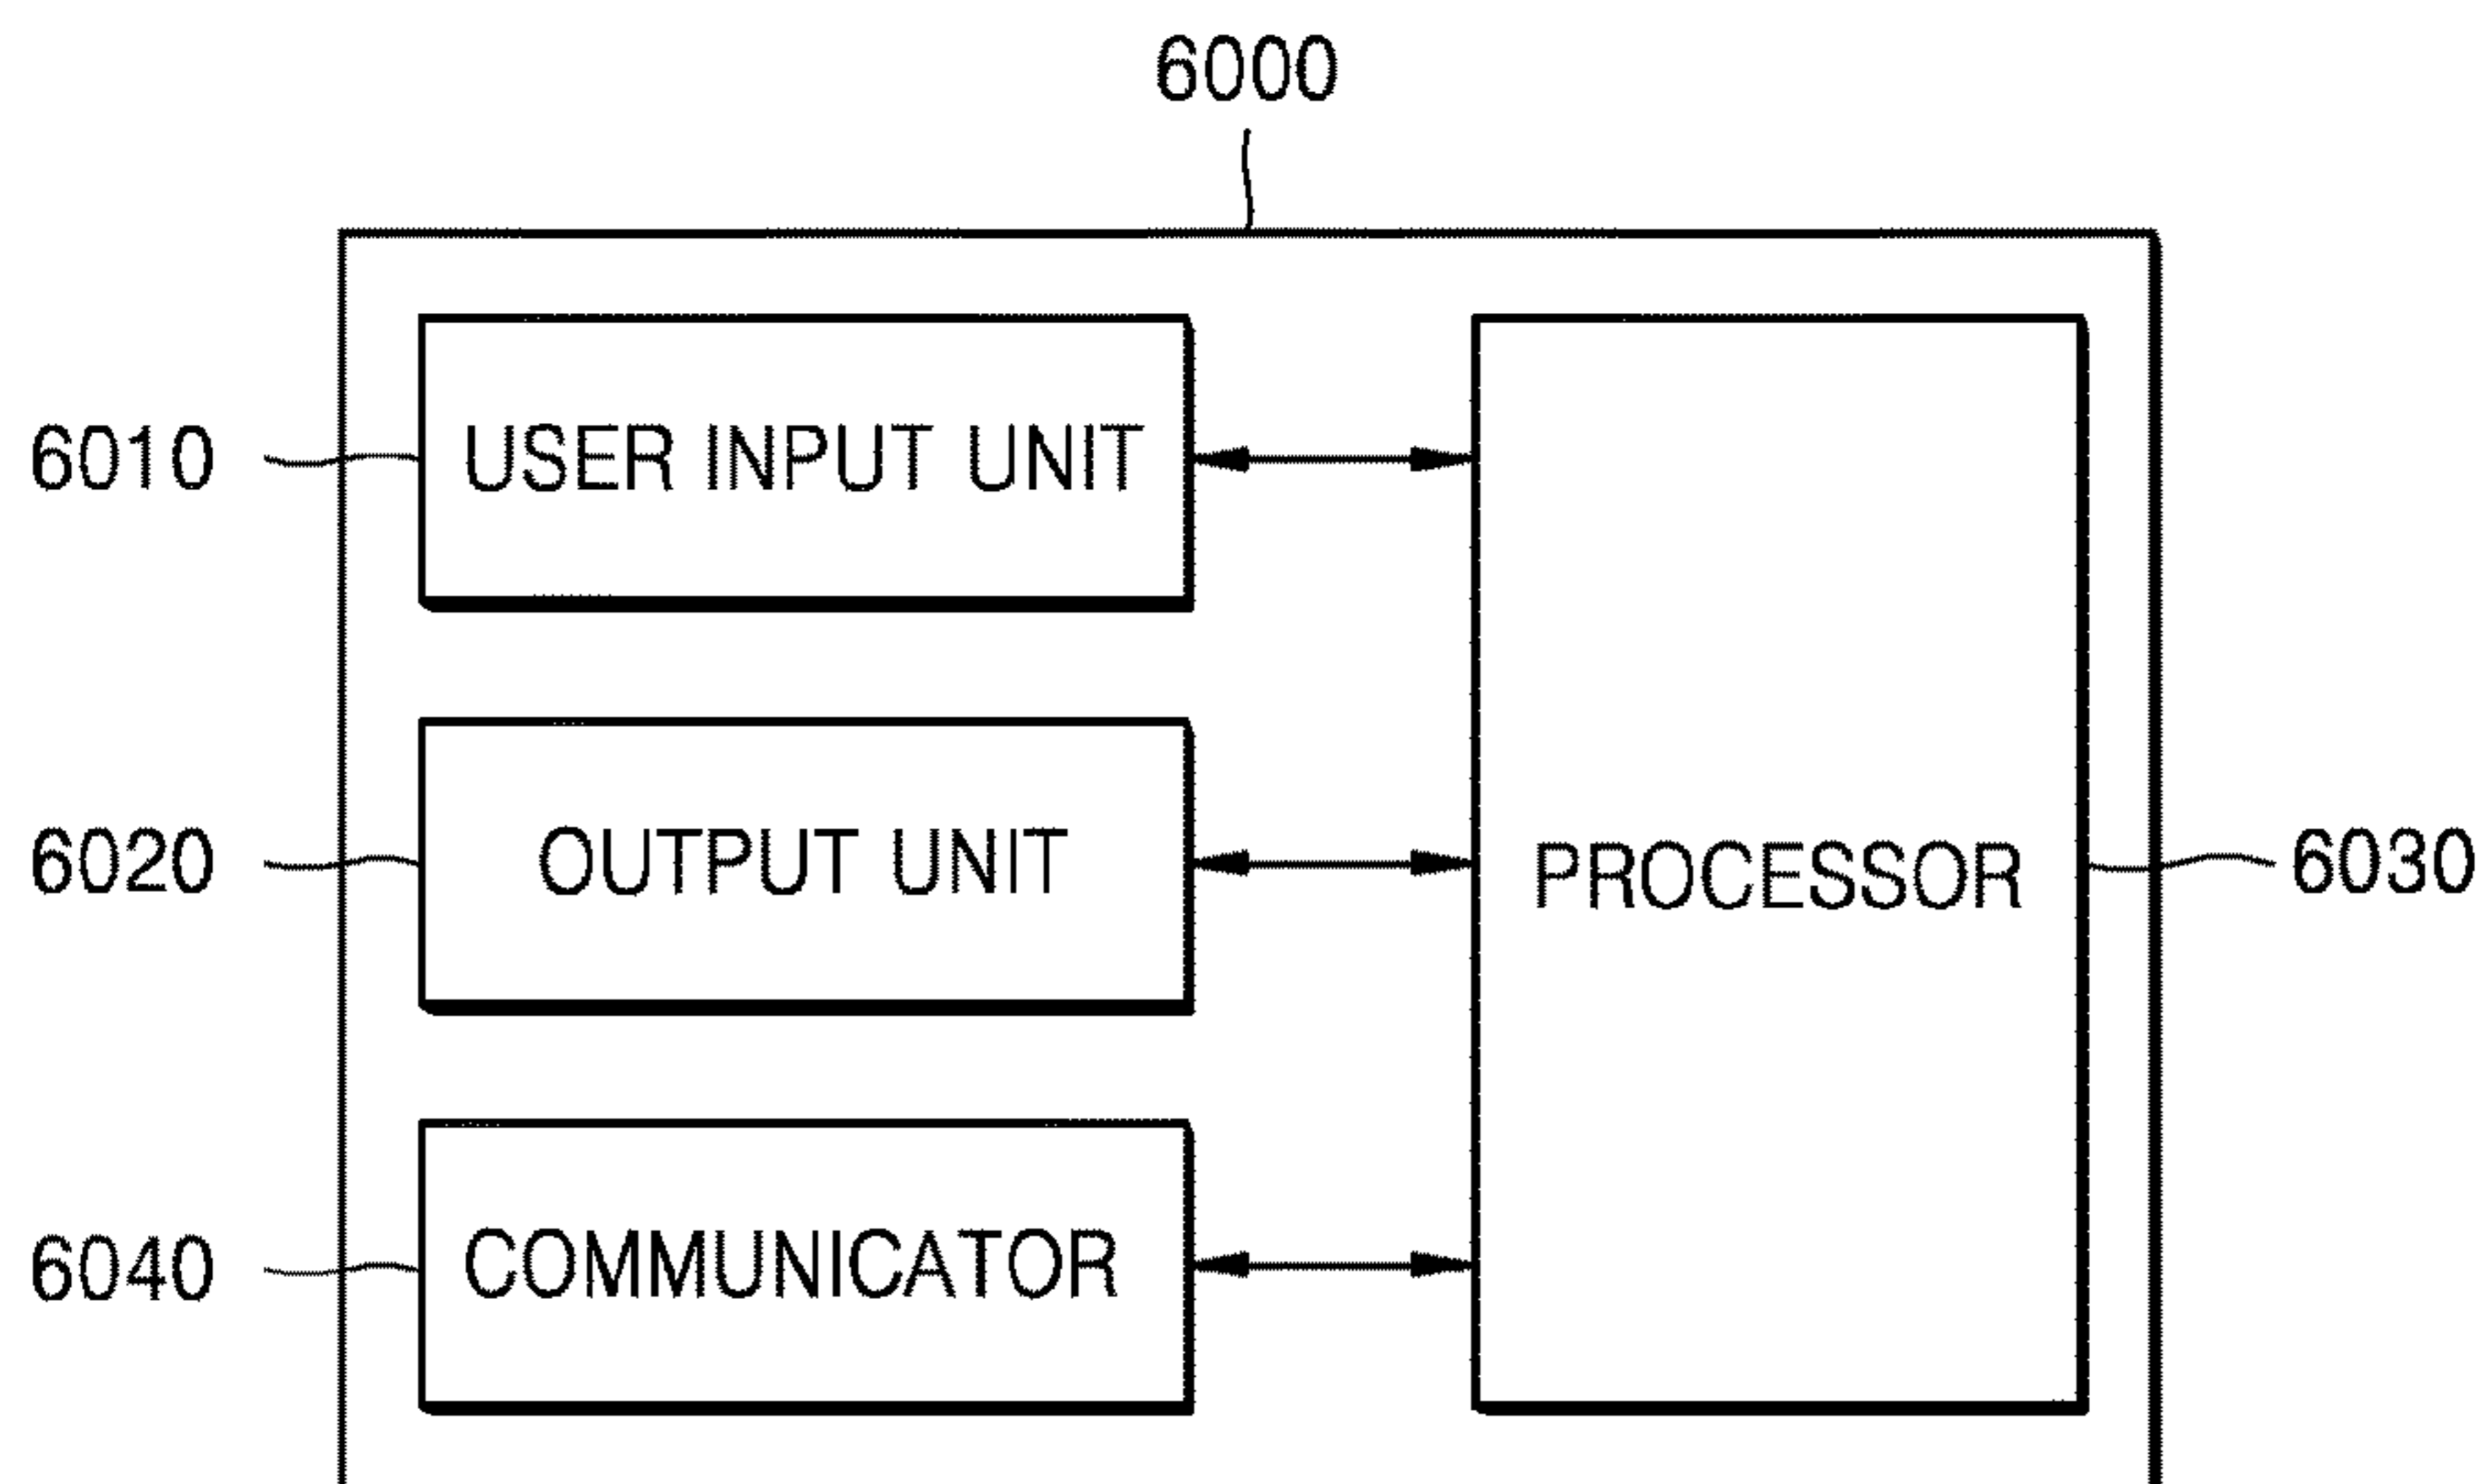 6000
6010
USER INPUT UNIT
6020
OUTPUT UNIT
PROCESSOR
6030
6040
COMMUNICATOR